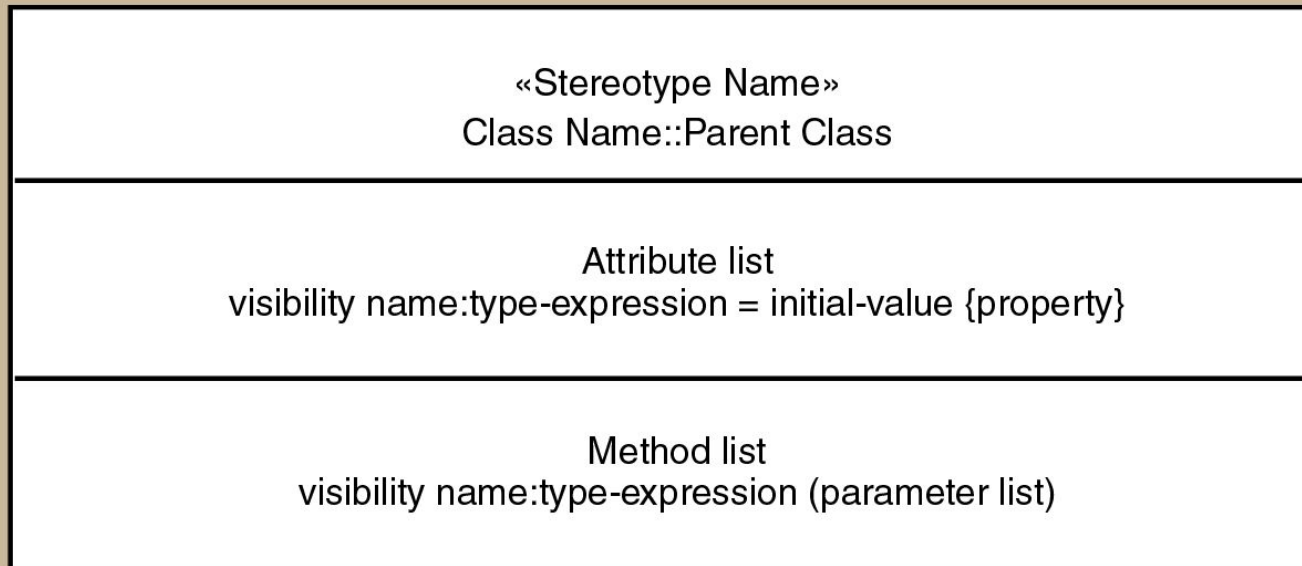 «Stereotype Name»
Class Name::Parent Class
Attribute list
visibility name:type-expression = initial-value {property}
Method list
visibility name:type-expression (parameter list)